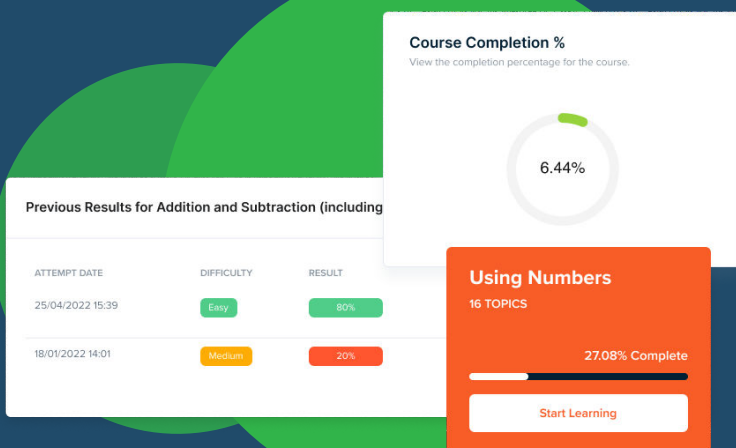 Course Completion %
View the completion percentage for the course.
6.44%
Previous Results for Addition and Subtraction (including
ATTEMPT DATE DIFFICULTY RESULT
25/04/2022 15:39 Easy 80%
18/01/2022 14:01 Medium 20%
Using Numbers
16 TOPICS
27.08% Complete
Start Learning